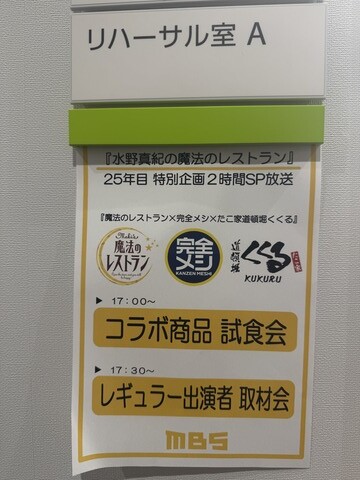 リハーサル室 A
『水野真紀の魔法のレストラン』
25年目 特別企画2時間SP放送
『魔法のレストラン×完全メシ×たこ家道頓堀くくる』
Maki's
魔法の
レストラン
完全
メシ
KANZEN MESHI
道頓堀
くくる
たこ家
KUKURU
▶ 17:00〜
コラボ商品 試食会
▶ 17:30〜
レギュラー出演者 取材会
MBS